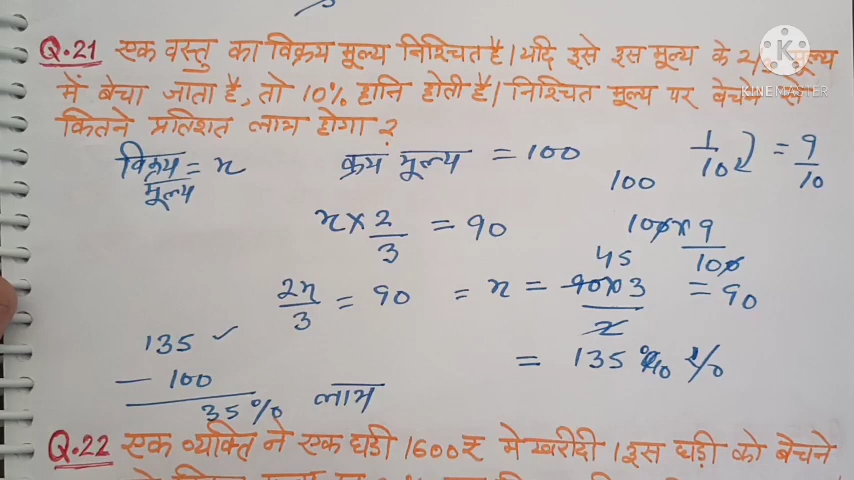 Q.21 एक वस्तु का विक्रय मूल्य निश्चित है। यदि इसे इस मूल्य के 2/3 मूल्य
में बेचा जाता है, तो 10% हानि होती है। निश्चित मूल्य पर बेचने से
कितने प्रतिशत लाभ होगा ?
KINEMASTER
विक्रय मूल्य = x क्रय मूल्य = 100 1/10 = 9/10
100
x × 2/3 = 90 100 × 9/100
45
2x/3 = 90 = x = 90×3/2 = 90
135 ✓ = 135 %
– 100
35% लाभ
Q.22 एक व्यक्ति ने एक घडी 1600₹ में खरीदी । इस घड़ी को बेचने